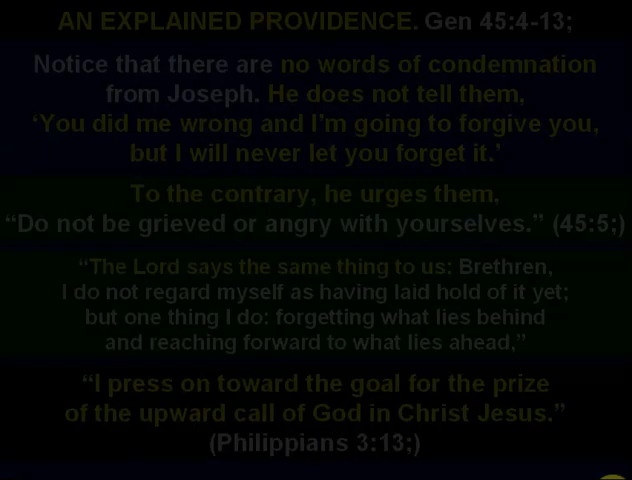 AN EXPLAINED PROVIDENCE. Gen 45:4-13;
Notice that there are no words of condemnation
from Joseph. He does not tell them,
‘You did me wrong and I’m going to forgive you,
but I will never let you forget it.’
To the contrary, he urges them,
“Do not be grieved or angry with yourselves.” (45:5;)
“The Lord says the same thing to us: Brethren,
I do not regard myself as having laid hold of it yet;
but one thing I do: forgetting what lies behind
and reaching forward to what lies ahead,”
“I press on toward the goal for the prize
of the upward call of God in Christ Jesus.”
(Philippians 3:13;)